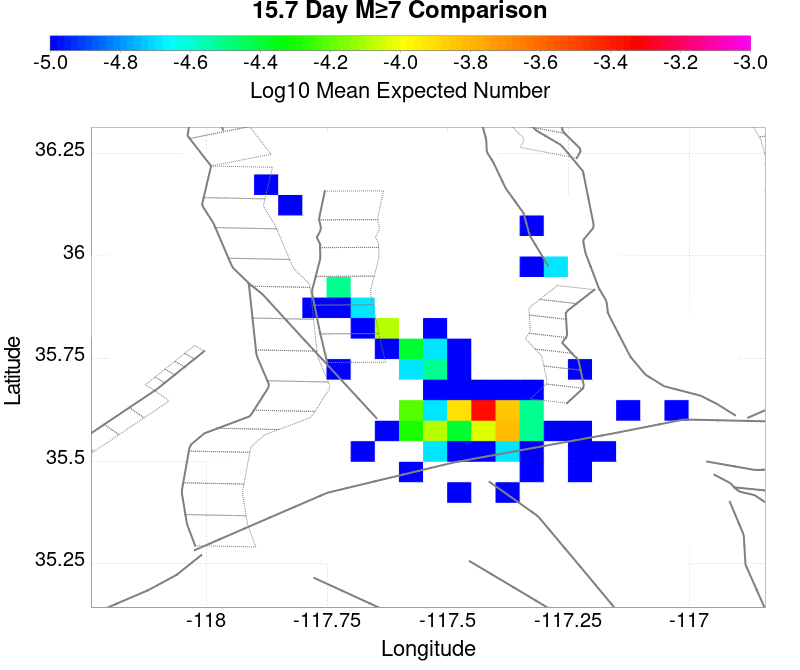 15.7 Day M≥7 Comparison
-5.0 -4.8 -4.6 -4.4 -4.2 -4.0 -3.8 -3.6 -3.4 -3.2 -3.0
Log10 Mean Expected Number
36.25
36
35.75
35.5
35.25
Latitude
-118 -117.75 -117.5 -117.25 -117
Longitude